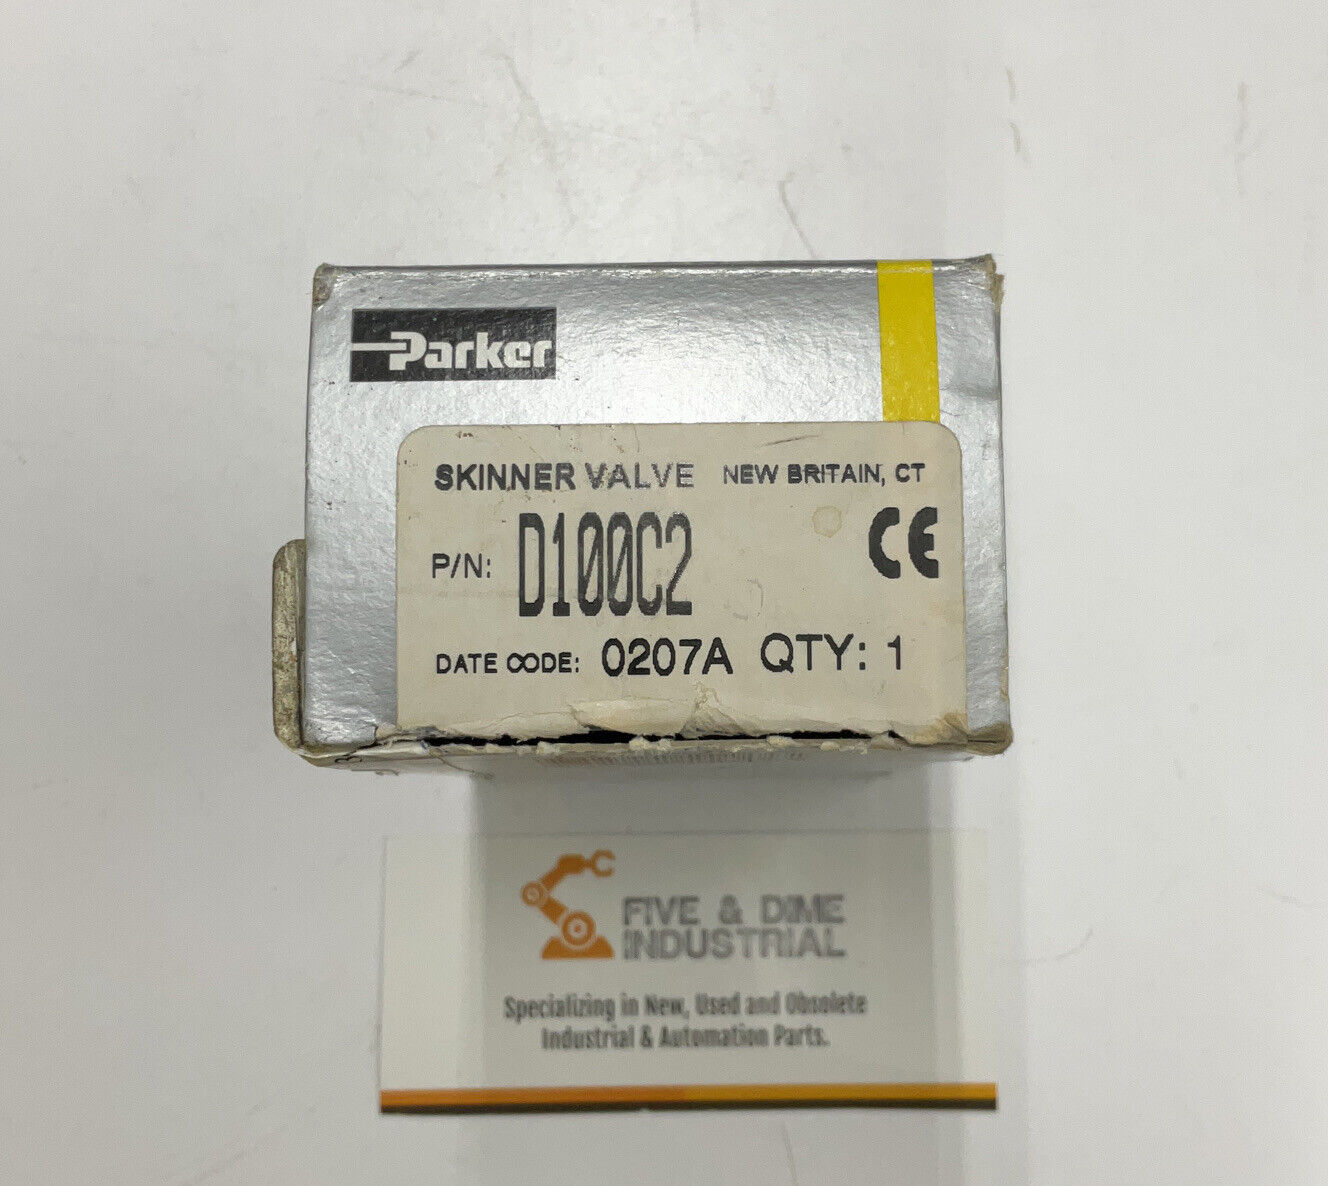 Parker
SKINNER VALVE NEW BRITAIN, CT
P/N: D100C2
CE
DATE CODE: 0207A QTY: 1
FIVE & DIME
INDUSTRIAL
Specializing in New, Used and Obsolete
Industrial & Automation Parts.